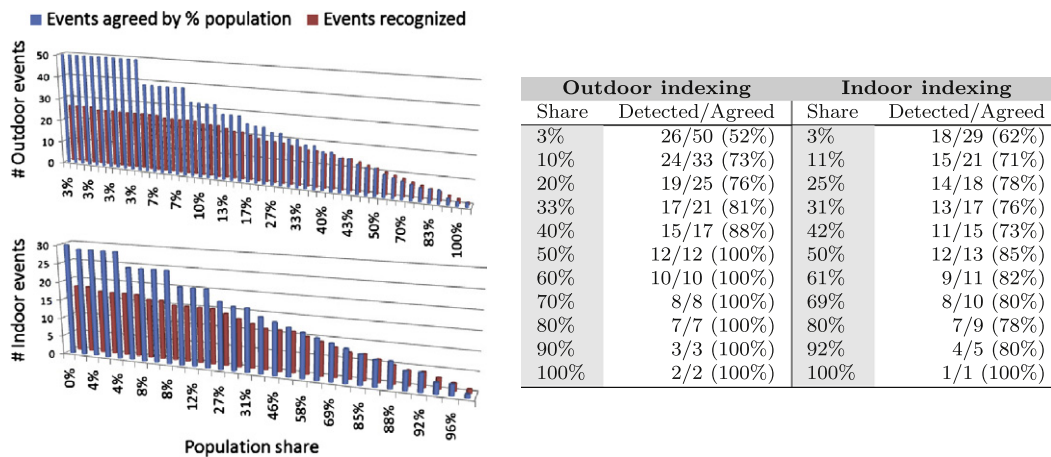 Events agreed by % population
Events recognized
# Outdoor events
50
40
30
20
10
0
3% 3% 3% 3% 7% 7% 10% 13% 17% 27% 33% 40% 43% 50% 70% 83% 100%
# Indoor events
30
25
20
15
10
5
0
0% 4% 4% 8% 8% 12% 27% 31% 46% 58% 69% 85% 88% 92% 96%
Population share
Outdoor indexing Indoor indexing
Share Detected/Agreed Share Detected/Agreed
3% 26/50 (52%) 3% 18/29 (62%)
10% 24/33 (73%) 11% 15/21 (71%)
20% 19/25 (76%) 25% 14/18 (78%)
33% 17/21 (81%) 31% 13/17 (76%)
40% 15/17 (88%) 42% 11/15 (73%)
50% 12/12 (100%) 50% 12/13 (85%)
60% 10/10 (100%) 61% 9/11 (82%)
70% 8/8 (100%) 69% 8/10 (80%)
80% 7/7 (100%) 80% 7/9 (78%)
90% 3/3 (100%) 92% 4/5 (80%)
100% 2/2 (100%) 100% 1/1 (100%)